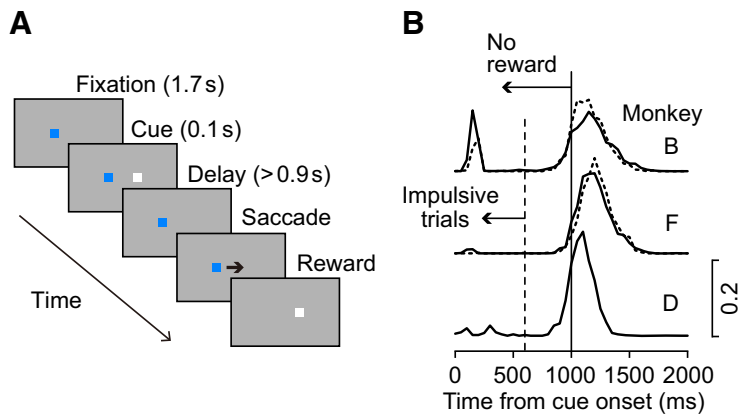 A
Fixation (1.7 s)
Cue (0.1 s)
Delay (> 0.9 s)
Saccade
Reward
Time
B
No
reward
Monkey
B
Impulsive
trials
F
D
0.2
0 500 1000 1500 2000
Time from cue onset (ms)